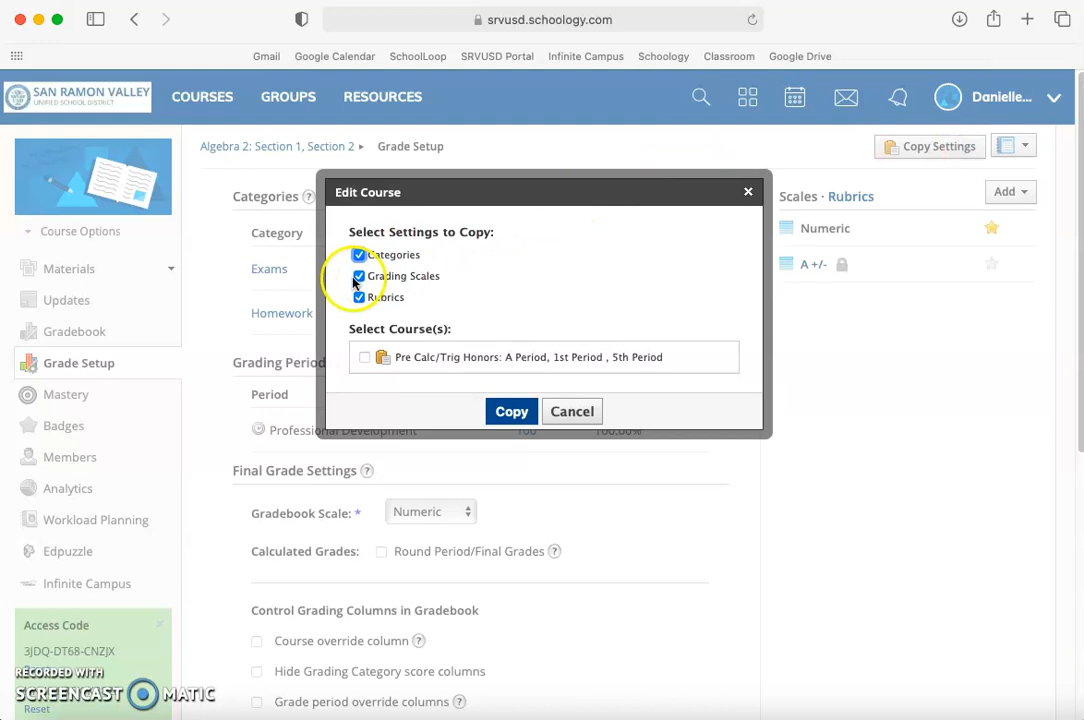 srvusd.schoology.com
Gmail Google Calendar SchoolLoop SRVUSD Portal Infinite Campus Schoology Classroom Google Drive
SAN RAMON VALLEY
UNIFIED SCHOOL DISTRICT
COURSES GROUPS RESOURCES Danielle...
Algebra 2: Section 1, Section 2 ▸ Grade Setup
Copy Settings
Course Options
Materials
Updates
Gradebook
Grade Setup
Mastery
Badges
Members
Analytics
Workload Planning
Edpuzzle
Infinite Campus
Access Code
3JDQ-DT68-CNZJX
Reset
Categories ?
Category
Exams
Homework
Grading Period
Period
Professional Development 100 100.00%
Final Grade Settings ?
Gradebook Scale: * Numeric
Calculated Grades: Round Period/Final Grades ?
Control Grading Columns in Gradebook
Course override column ?
Hide Grading Category score columns
Grade period override columns ?
Edit Course ×
Select Settings to Copy:
Categories
Grading Scales
Rubrics
Select Course(s):
Pre Calc/Trig Honors: A Period, 1st Period , 5th Period
Copy Cancel
Scales · Rubrics Add
Numeric
A +/-
RECORDED WITH
SCREENCAST MATIC